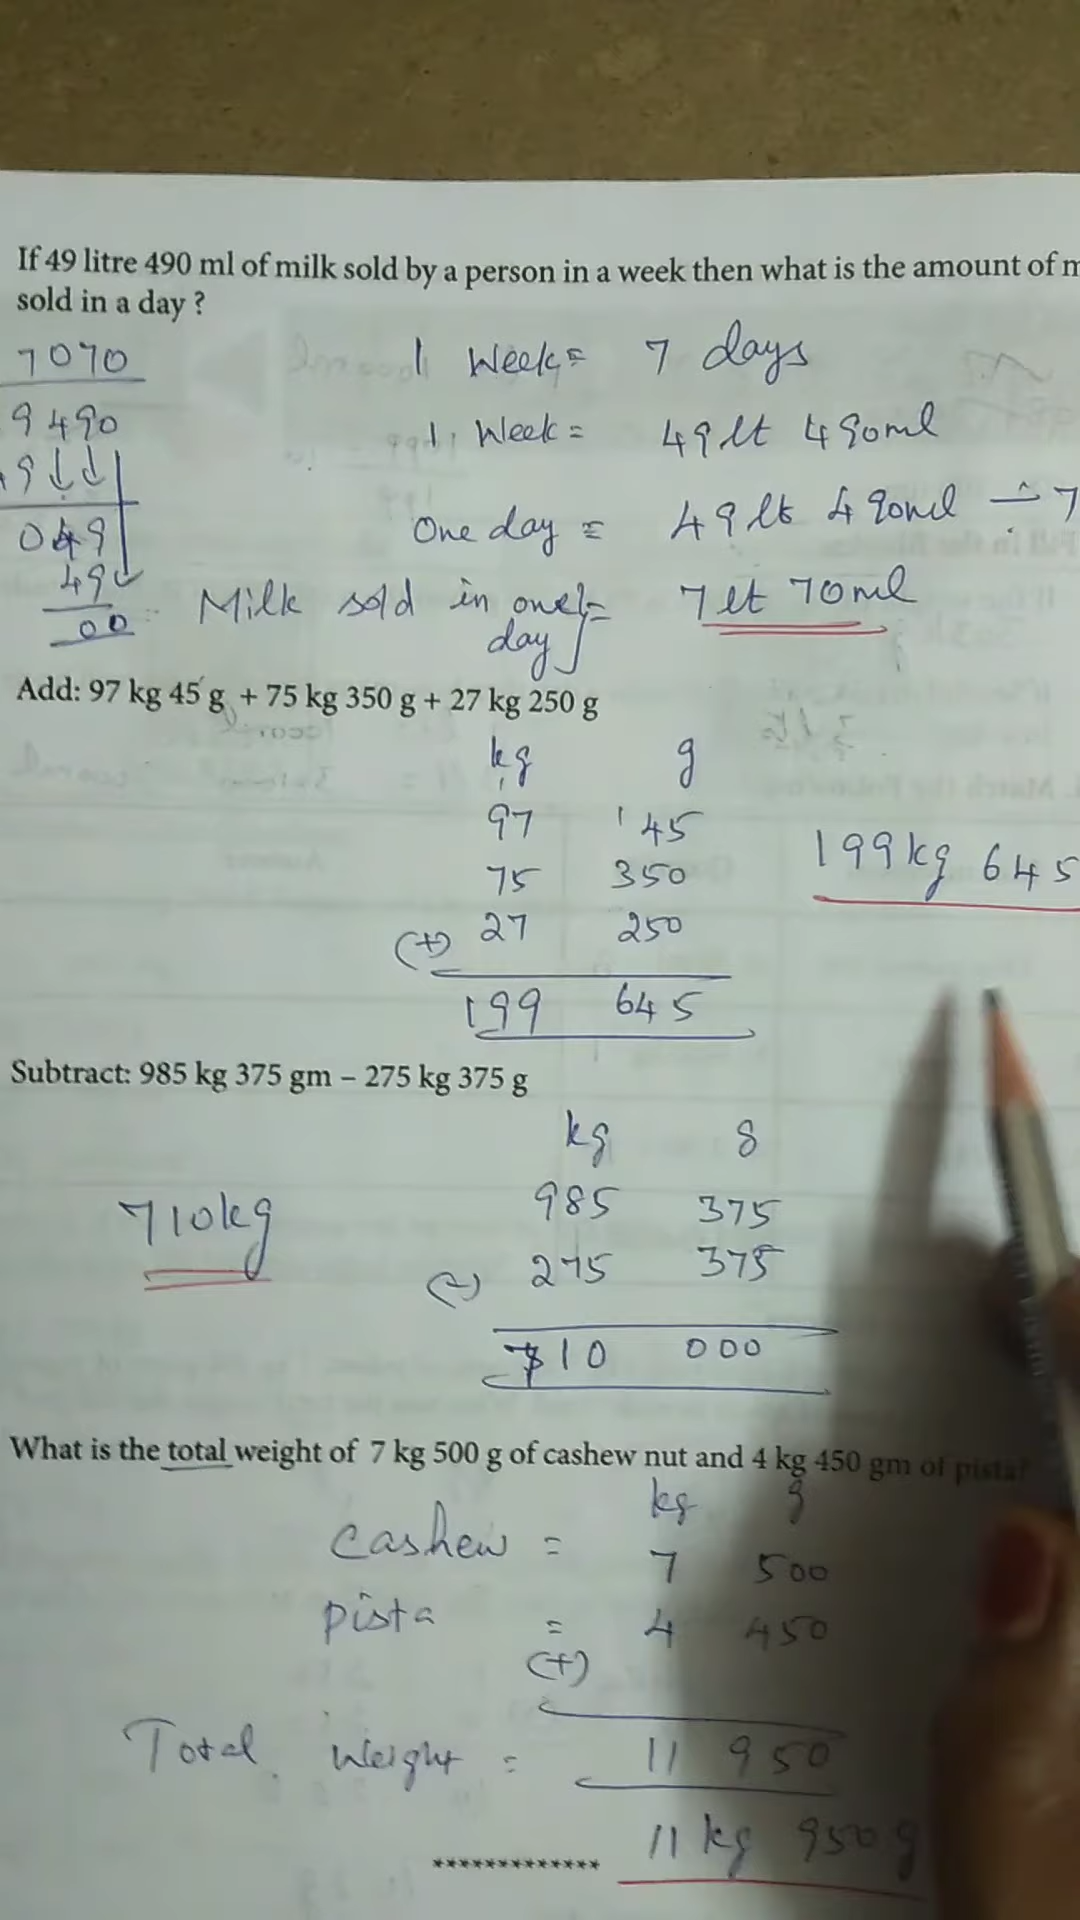 If 49 litre 490 ml of milk sold by a person in a week then what is the amount of m
sold in a day ?
7070
9490
9
049
490
00
1 Week = 7 days
1 Week = 49 lt 490ml
One day = 49 lt 490ml ÷ 7
Milk sold in one day } = 7 lt 70ml
Add: 97 kg 45 g + 75 kg 350 g + 27 kg 250 g
kg g
97 145
75 350
(+) 27 250
199 645
199 kg 645
Subtract: 985 kg 375 gm – 275 kg 375 g
kg g
985 375
(-) 275 375
710 000
710kg
What is the total weight of 7 kg 500 g of cashew nut and 4 kg 450 gm of pista?
kg g
Cashew = 7 500
pista = 4 450
(+)
Total Weight = 11 950
11 kg 950 g
*************